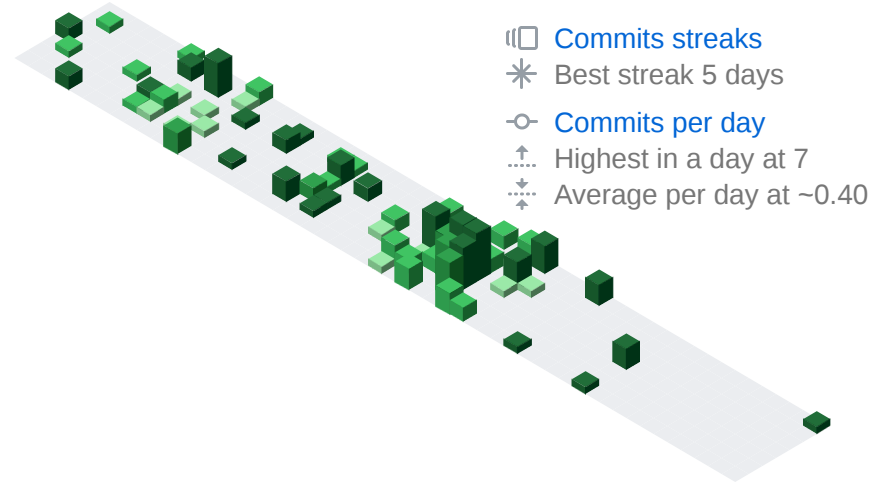 Commits streaks
Best streak 5 days
Commits per day
Highest in a day at 7
Average per day at ~0.40